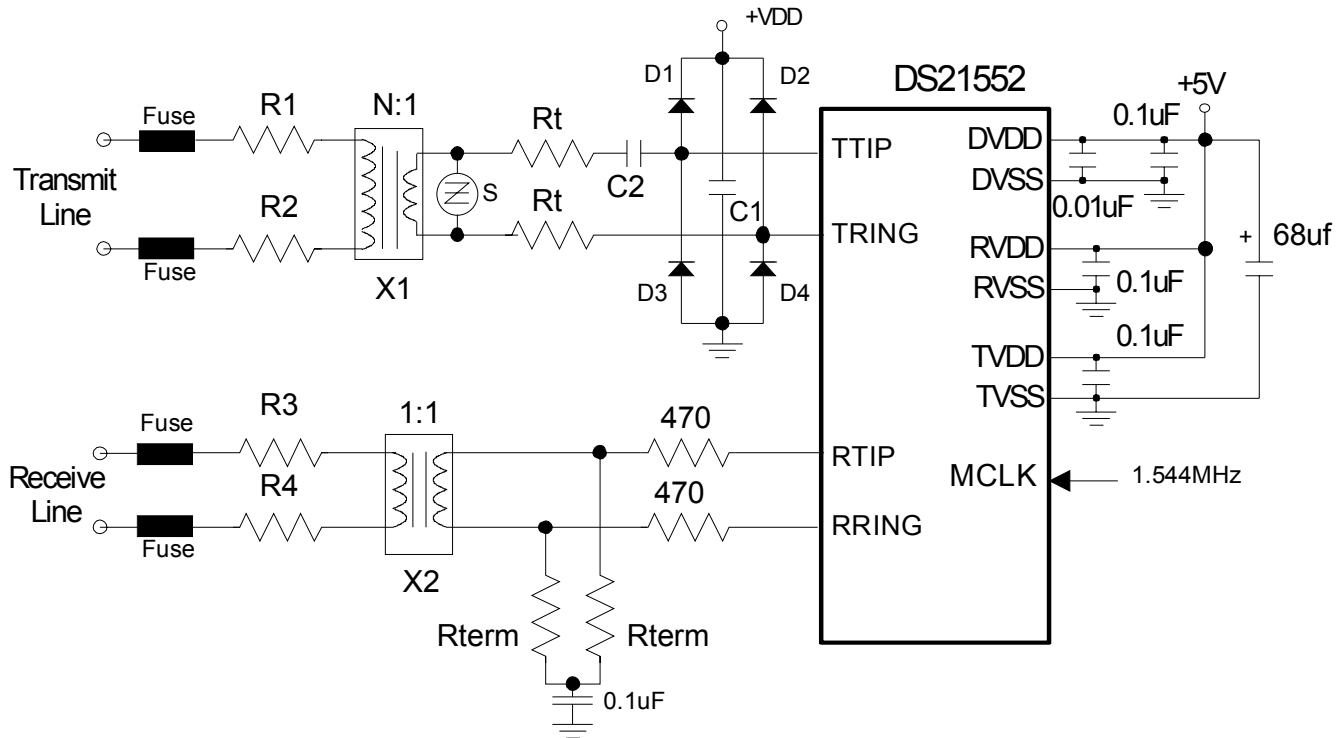 +VDD
DS21552
+5V
D1
D2
Fuse
R1
N:1
Rt
0.1uF
TTIP
DVDD
Transmit
Line
C2
S
C1
DVSS
R2
Rt
0.01uF
TRING
RVDD
+
68uf
Fuse
X1
D3
D4
RVSS
0.1uF
0.1uF
TVDD
TVSS
Fuse
R3
1:1
470
Receive
Line
RTIP
R4
470
MCLK
1.544MHz
Fuse
RRING
X2
Rterm
Rterm
0.1uF